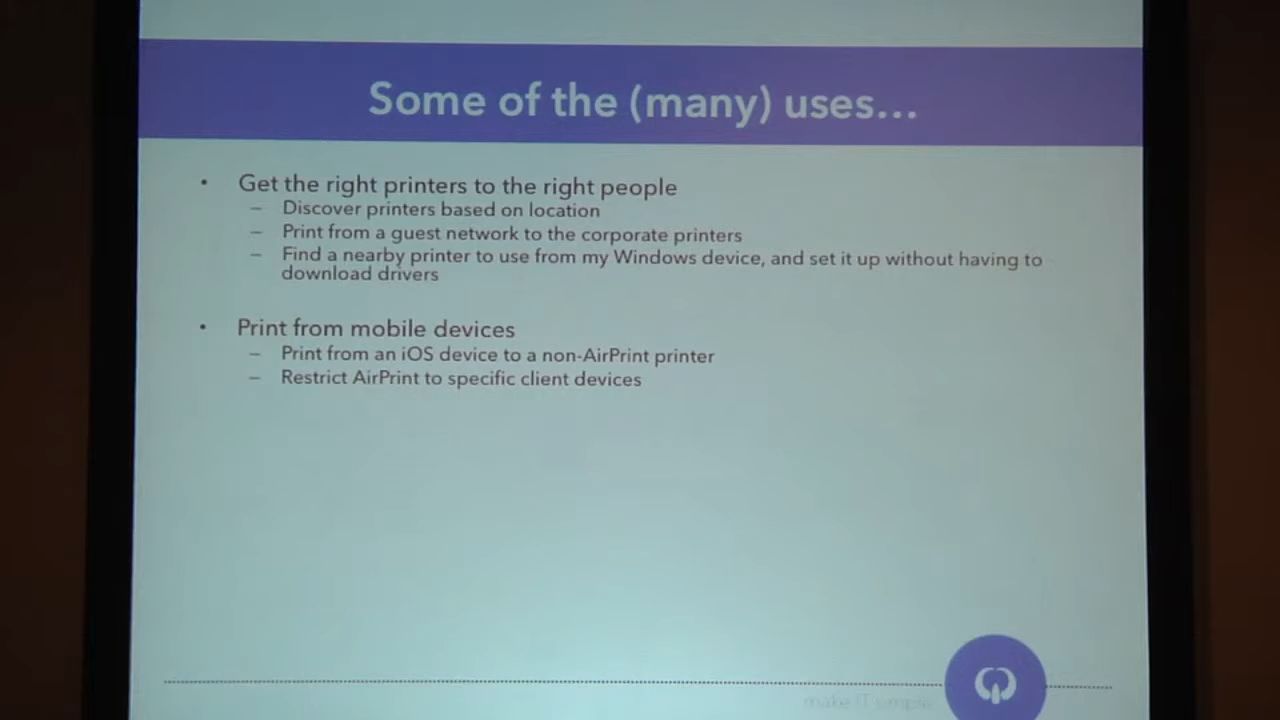 Some of the (many) uses...
• Get the right printers to the right people
– Discover printers based on location
– Print from a guest network to the corporate printers
– Find a nearby printer to use from my Windows device, and set it up without having to
download drivers
• Print from mobile devices
– Print from an iOS device to a non-AirPrint printer
– Restrict AirPrint to specific client devices
make IT simple